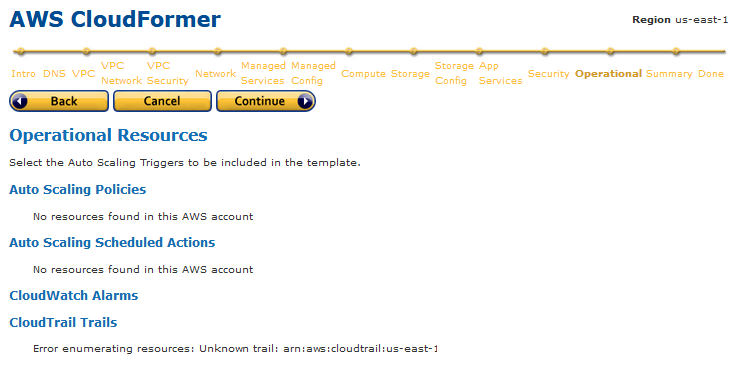 AWS CloudFormer
Region us-east-1
Intro DNS VPC VPC Network VPC Security Network Managed Services Managed Config Compute Storage Storage Config App Services Security Operational Summary Done
Back Cancel Continue
Operational Resources
Select the Auto Scaling Triggers to be included in the template.
Auto Scaling Policies
No resources found in this AWS account
Auto Scaling Scheduled Actions
No resources found in this AWS account
CloudWatch Alarms
CloudTrail Trails
Error enumerating resources: Unknown trail: arn:aws:cloudtrail:us-east-1